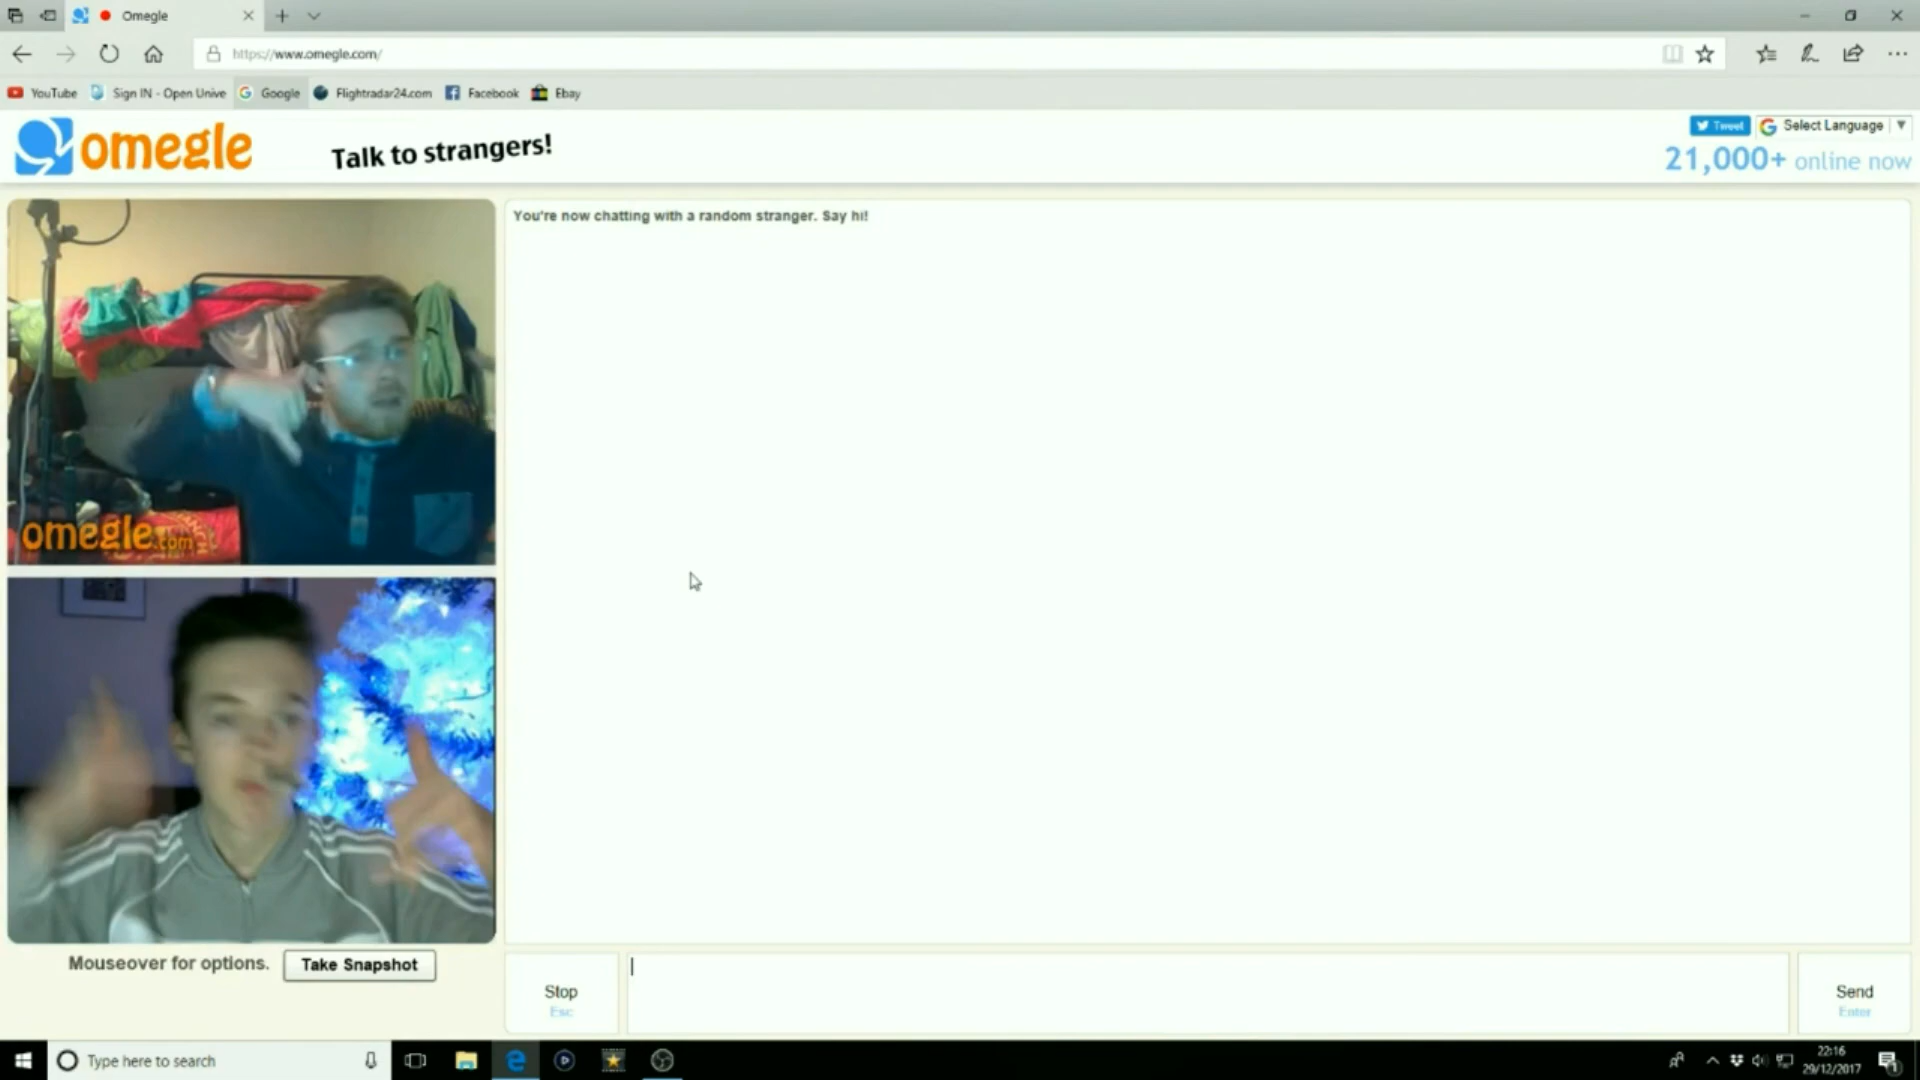 Omegle
https://www.omegle.com/
YouTube
Sign IN - Open Unive
Google
Flightradar24.com
Facebook
Ebay
omegle
Talk to strangers!
Tweet
Select Language
21,000+ online now
You're now chatting with a random stranger. Say hi!
omegle.com
Mouseover for options.
Take Snapshot
Stop
Esc
Send
Enter
Type here to search
22:16
29/12/2017